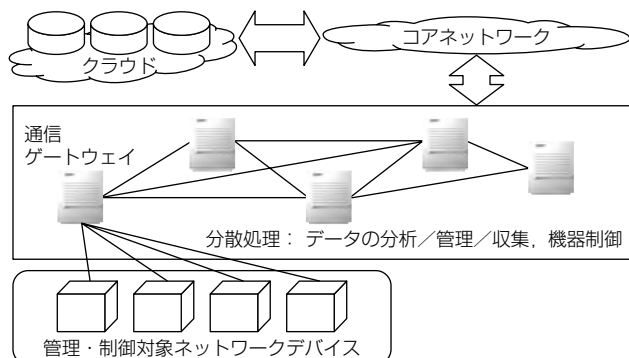 クラウド
コアネットワーク
通信
ゲートウェイ
分散処理： データの分析／管理／収集，機器制御
管理・制御対象ネットワークデバイス